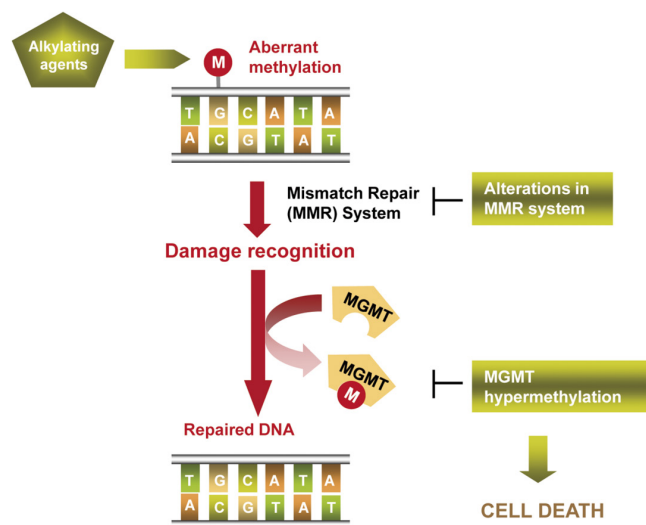 Alkylating
agents
M
Aberrant
methylation
T G C A T A
A C G T A T
Mismatch Repair
(MMR) System
Alterations in
MMR system
Damage recognition
MGMT
MGMT
M
MGMT
hypermethylation
Repaired DNA
T G C A T A
A C G T A T
CELL DEATH